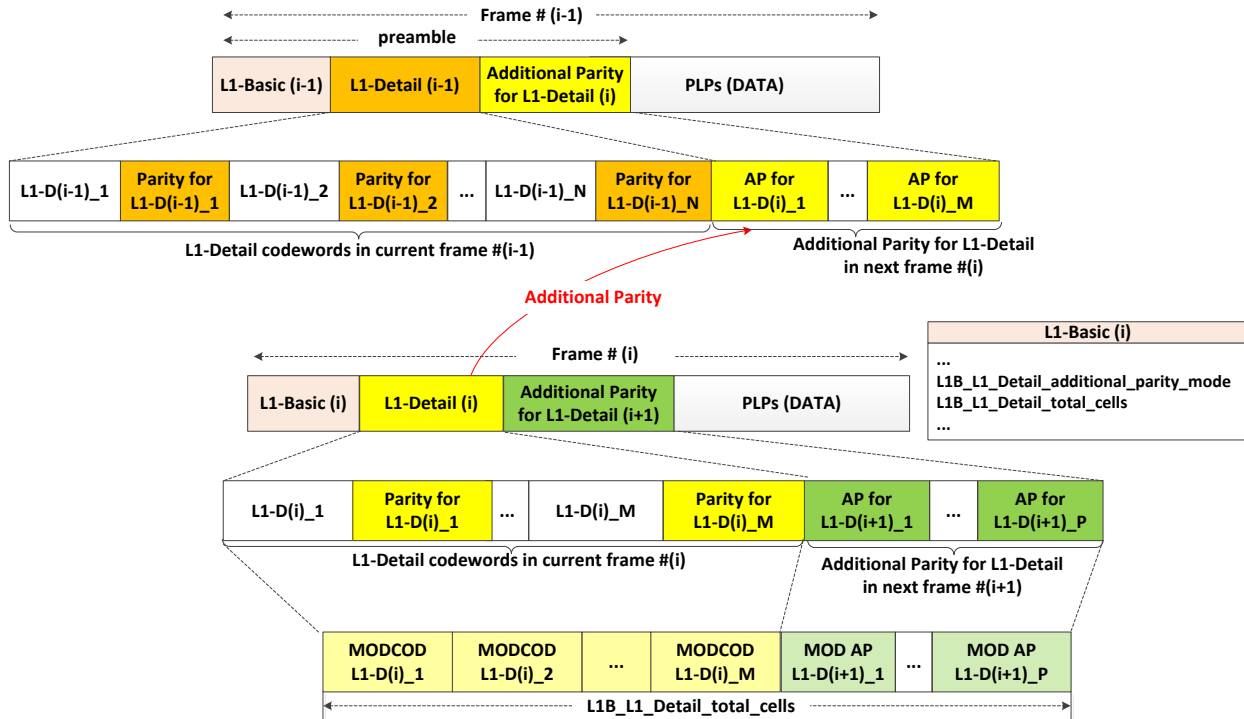 Frame # (i-1)
preamble
L1-Basic (i-1)
L1-Detail (i-1)
Additional Parity
for L1-Detail (i)
PLPs (DATA)
L1-D(i-1)_1
Parity for
L1-D(i-1)_1
L1-D(i-1)_2
Parity for
L1-D(i-1)_2
...
L1-D(i-1)_N
Parity for
L1-D(i-1)_N
AP for
L1-D(i)_1
...
AP for
L1-D(i)_M
L1-Detail codewords in current frame #(i-1)
Additional Parity for L1-Detail
in next frame #(i)
Additional Parity
Frame # (i)
L1-Basic (i)
L1-Detail (i)
Additional Parity
for L1-Detail (i+1)
PLPs (DATA)
L1-Basic (i)
...
L1B_L1_Detail_additional_parity_mode
L1B_L1_Detail_total_cells
...
L1-D(i)_1
Parity for
L1-D(i)_1
...
L1-D(i)_M
Parity for
L1-D(i)_M
AP for
L1-D(i+1)_1
...
AP for
L1-D(i+1)_P
L1-Detail codewords in current frame #(i)
Additional Parity for L1-Detail
in next frame #(i+1)
MODCOD
L1-D(i)_1
MODCOD
L1-D(i)_2
...
MODCOD
L1-D(i)_M
MOD AP
L1-D(i+1)_1
...
MOD AP
L1-D(i+1)_P
L1B_L1_Detail_total_cells